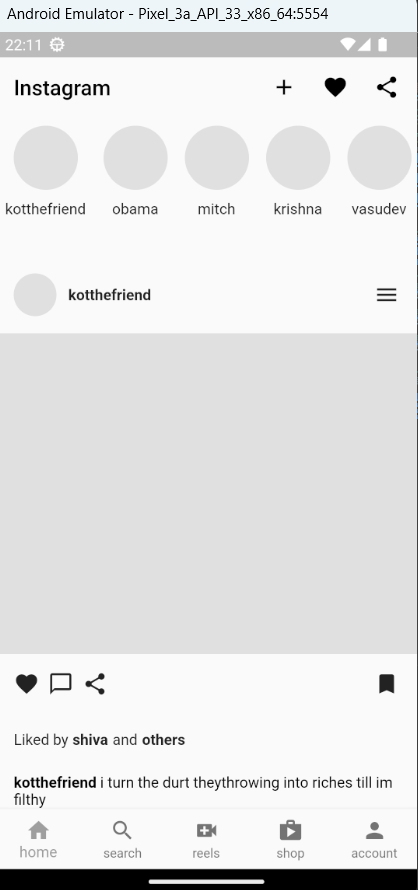 Android Emulator - Pixel_3a_API_33_x86_64:5554
22:11
Instagram
kotthefriend obama mitch krishna vasudev
kotthefriend
Liked by shiva and others
kotthefriend i turn the durt theythrowing into riches till im
filthy
home search reels shop account